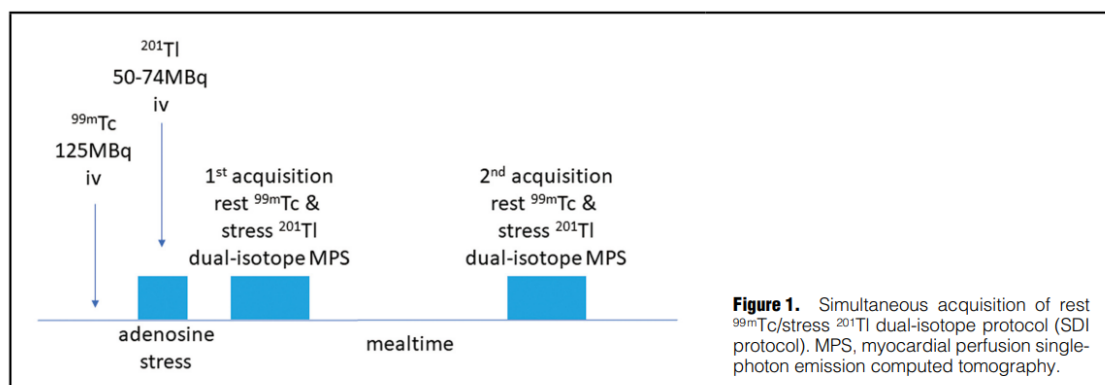 ²⁰¹Tl
50-74MBq
iv
⁹⁹ᵐTc
125MBq
iv
1ˢᵗ acquisition
rest ⁹⁹ᵐTc &
stress ²⁰¹Tl
dual-isotope MPS
2ⁿᵈ acquisition
rest ⁹⁹ᵐTc &
stress ²⁰¹Tl
dual-isotope MPS
adenosine
stress
mealtime
Figure 1. Simultaneous acquisition of rest
⁹⁹ᵐTc/stress ²⁰¹Tl dual-isotope protocol (SDI
protocol). MPS, myocardial perfusion single-
photon emission computed tomography.